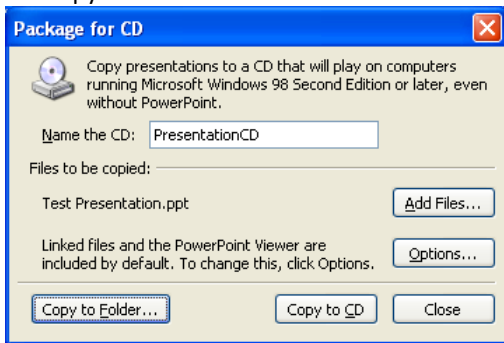 Package for CD
Copy presentations to a CD that will play on computers
running Microsoft Windows 98 Second Edition or later, even
without PowerPoint.
Name the CD: PresentationCD
Files to be copied:
Test Presentation.ppt
Add Files...
Linked files and the PowerPoint Viewer are
included by default. To change this, click Options.
Options...
Copy to Folder...
Copy to CD
Close